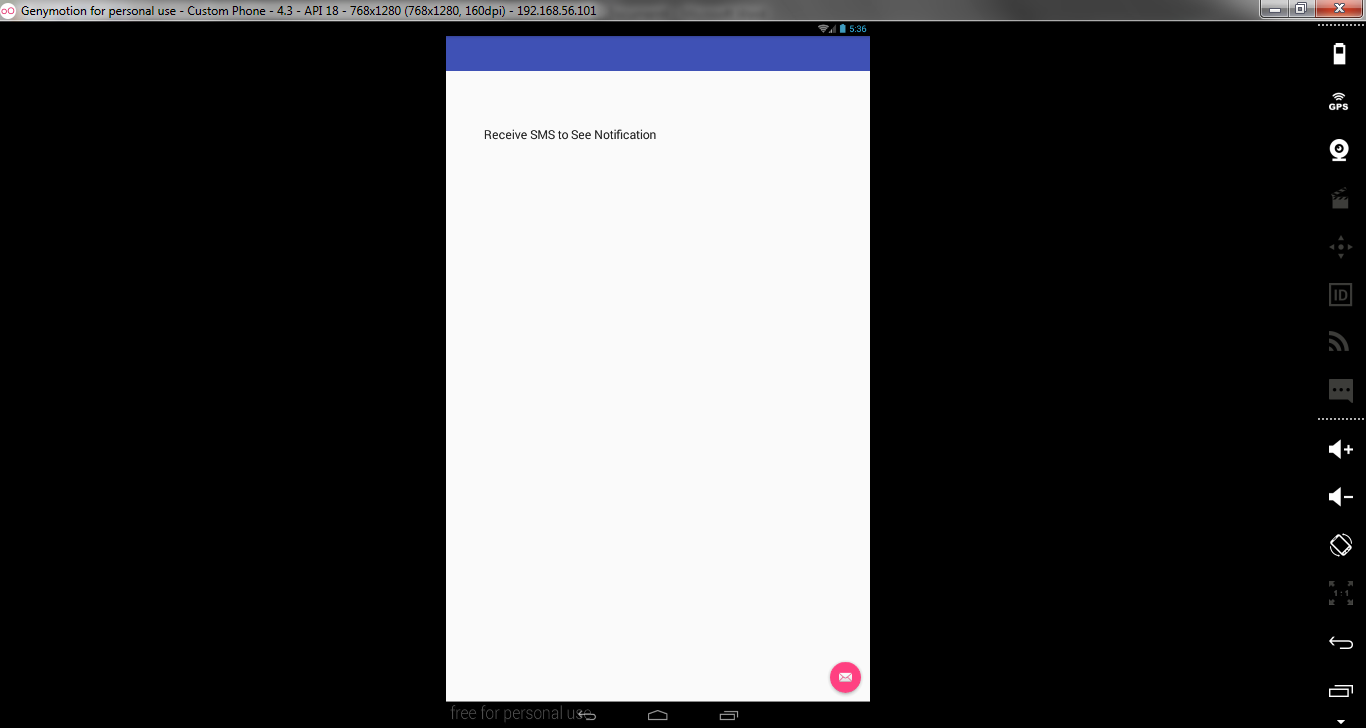 Genymotion for personal use - Custom Phone - 4.3 - API 18 - 768x1280 (768x1280, 160dpi) - 192.168.56.101
5:36
GPS
Receive SMS to See Notification
ID
1:1
free for personal use